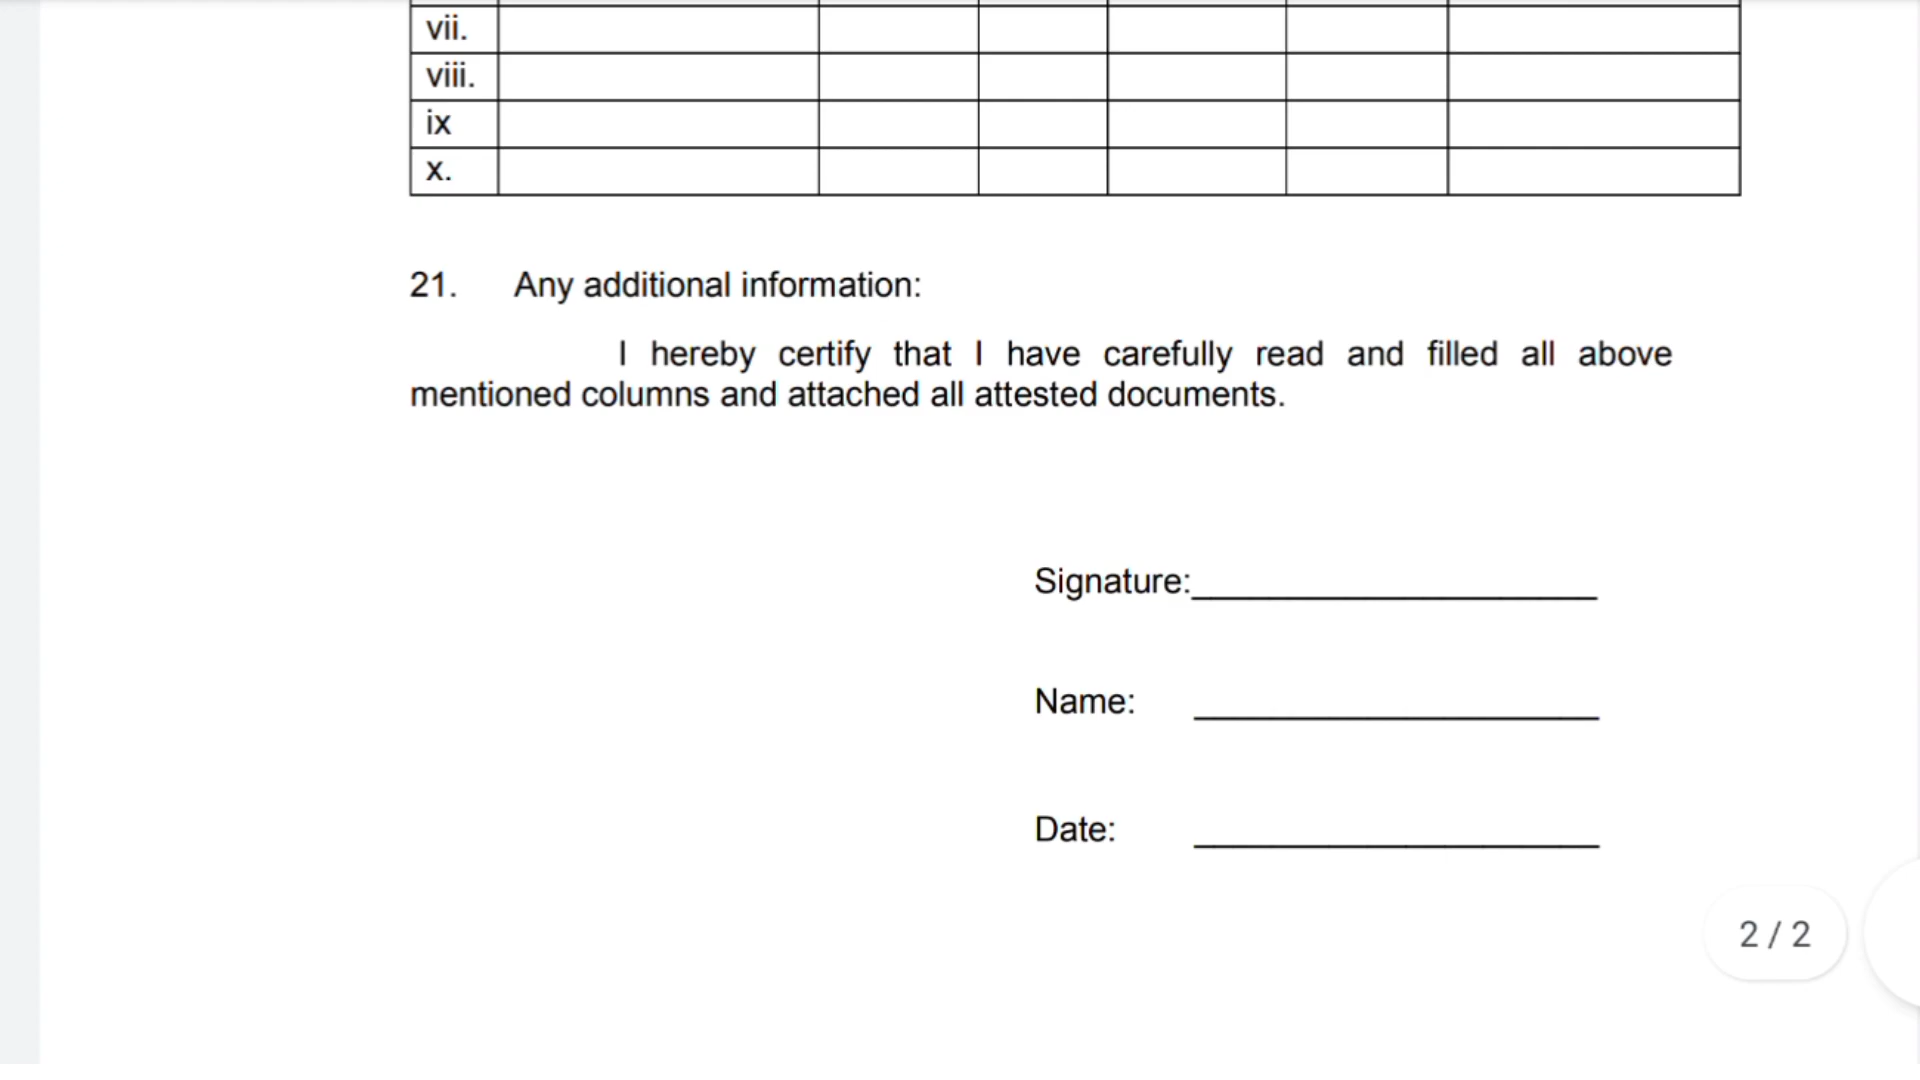 vii.
viii.
ix
x.
21. Any additional information:
I hereby certify that I have carefully read and filled all above
mentioned columns and attached all attested documents.
Signature:
Name:
Date:
2 / 2